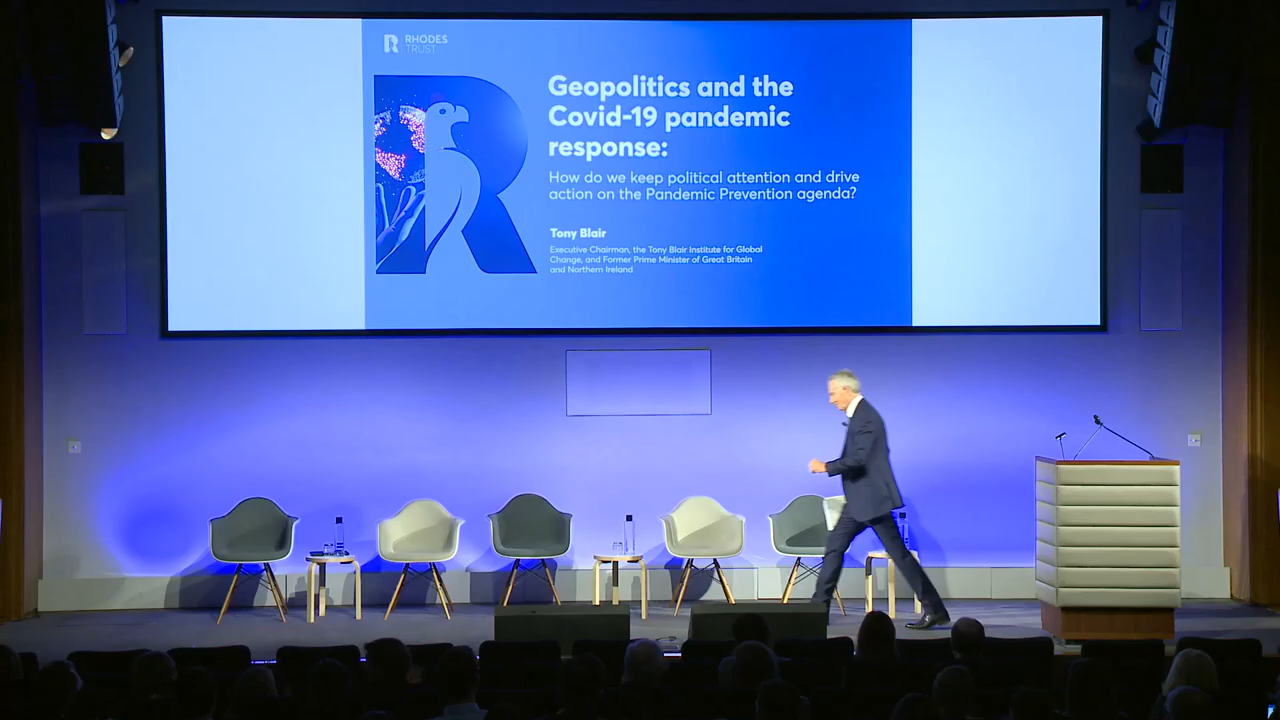 RHODES
TRUST
Geopolitics and the
Covid-19 pandemic
response:
How do we keep political attention and drive
action on the Pandemic Prevention agenda?
Tony Blair
Executive Chairman, the Tony Blair Institute for Global
Change, and Former Prime Minister of Great Britain
and Northern Ireland